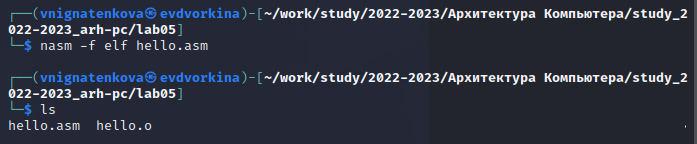 ┌──(vnignatenkova㉿evdvorkina)-[~/work/study/2022-2023/Архитектура Компьютера/study_2
022-2023_arh-pc/lab05]
└─$ nasm -f elf hello.asm
┌──(vnignatenkova㉿evdvorkina)-[~/work/study/2022-2023/Архитектура Компьютера/study_2
022-2023_arh-pc/lab05]
└─$ ls
hello.asm  hello.o